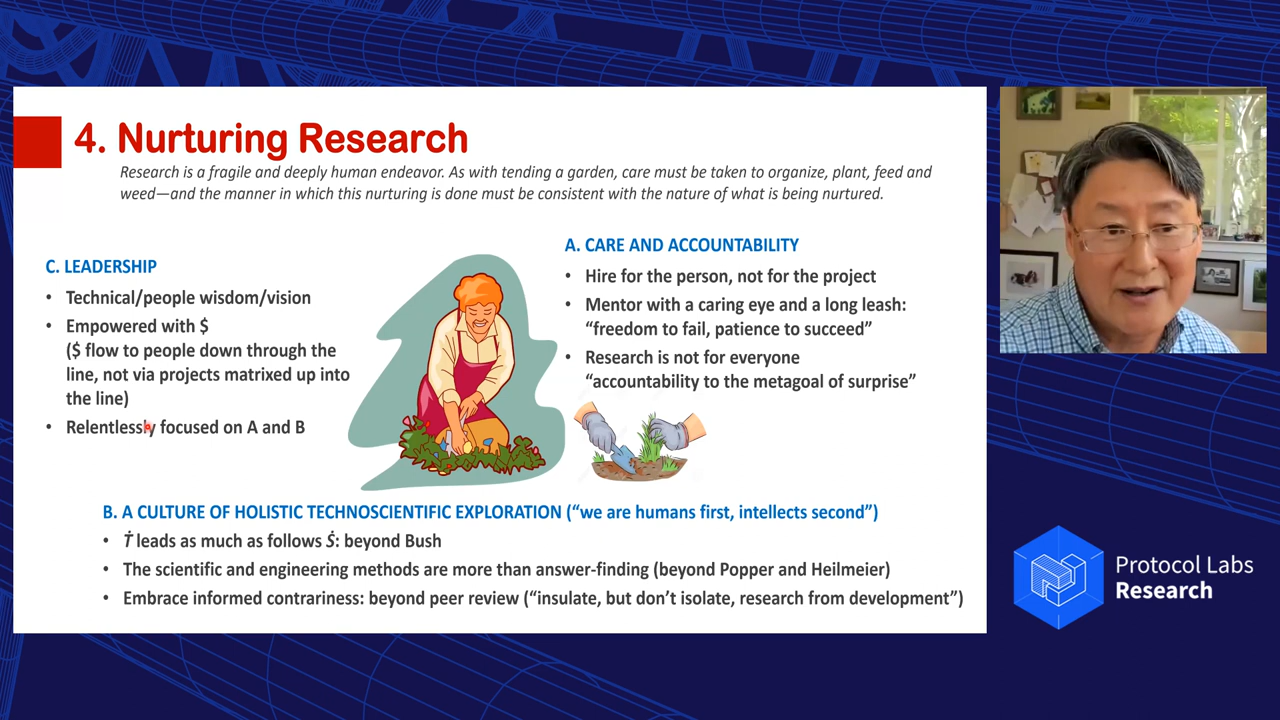 4. Nurturing Research
Research is a fragile and deeply human endeavor. As with tending a garden, care must be taken to organize, plant, feed and
weed—and the manner in which this nurturing is done must be consistent with the nature of what is being nurtured.
C. LEADERSHIP
• Technical/people wisdom/vision
• Empowered with $
($ flow to people down through the
line, not via projects matrixed up into
the line)
• Relentlessly focused on A and B
A. CARE AND ACCOUNTABILITY
• Hire for the person, not for the project
• Mentor with a caring eye and a long leash:
“freedom to fail, patience to succeed”
• Research is not for everyone
“accountability to the metagoal of surprise”
B. A CULTURE OF HOLISTIC TECHNOSCIENTIFIC EXPLORATION (“we are humans first, intellects second”)
• Ṫ leads as much as follows Ṡ: beyond Bush
• The scientific and engineering methods are more than answer-finding (beyond Popper and Heilmeier)
• Embrace informed contrariness: beyond peer review (“insulate, but don’t isolate, research from development”)
Protocol Labs
Research